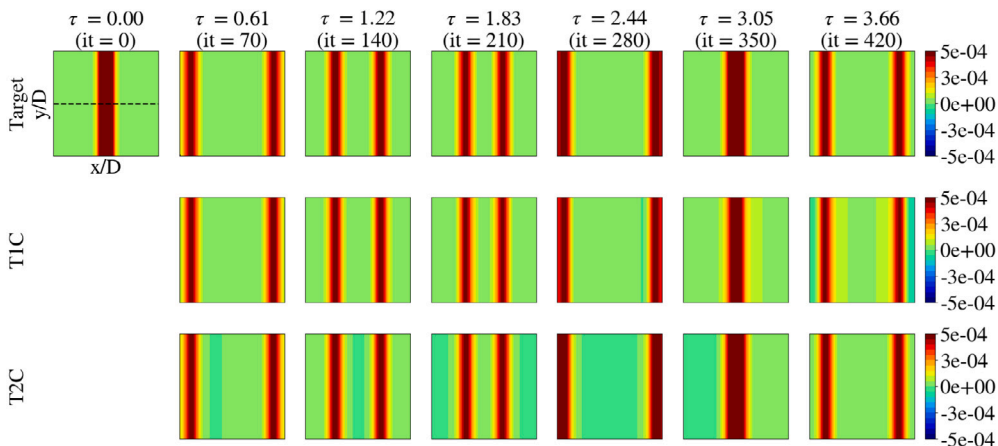 τ = 0.00 τ = 0.61 τ = 1.22 τ = 1.83 τ = 2.44 τ = 3.05 τ = 3.66
(it = 0) (it = 70) (it = 140) (it = 210) (it = 280) (it = 350) (it = 420)
Target
y/D
x/D
5e-04
3e-04
0e+00
-3e-04
-5e-04
T1C
5e-04
3e-04
0e+00
-3e-04
-5e-04
T2C
5e-04
3e-04
0e+00
-3e-04
-5e-04